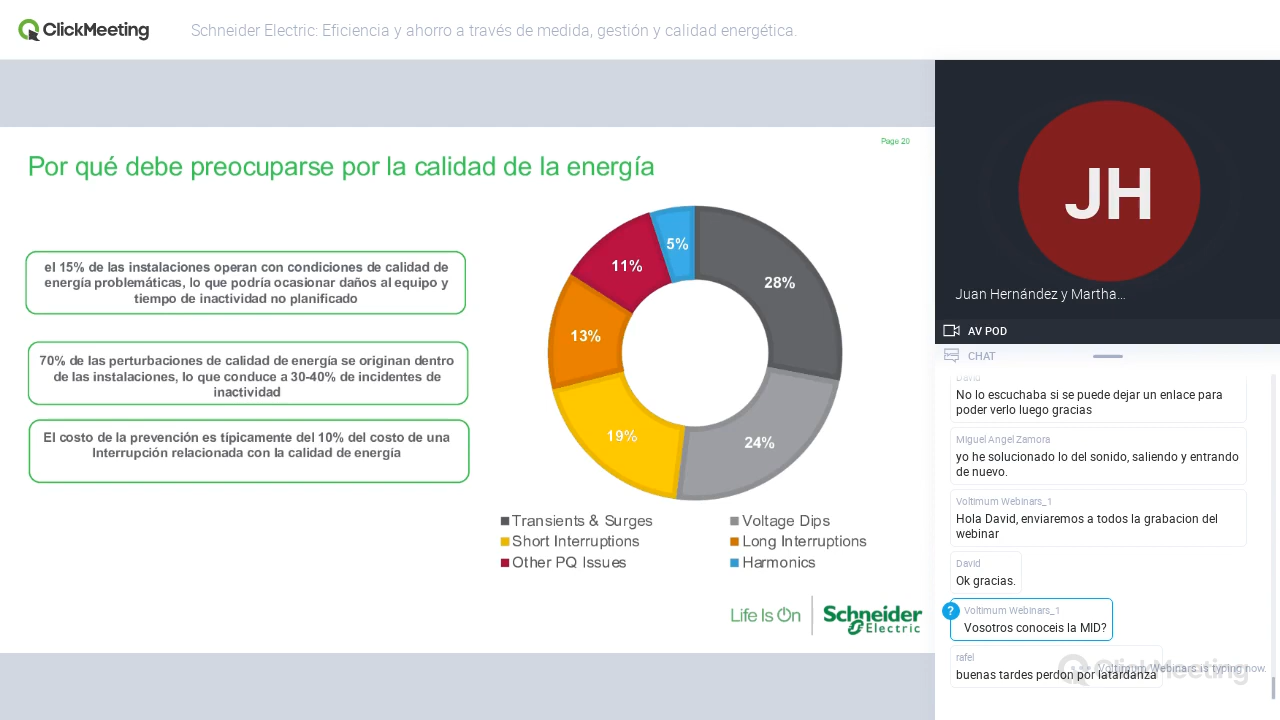 ClickMeeting
Schneider Electric: Eficiencia y ahorro a través de medida, gestión y calidad energética.
Page 20
Por qué debe preocuparse por la calidad de la energía
el 15% de las instalaciones operan con condiciones de calidad de
energía problemáticas, lo que podría ocasionar daños al equipo y
tiempo de inactividad no planificado
70% de las perturbaciones de calidad de energía se originan dentro
de las instalaciones, lo que conduce a 30-40% de incidentes de
inactividad
El costo de la prevención es típicamente del 10% del costo de una
Interrupción relacionada con la calidad de energía
5%
28%
11%
13%
19%
24%
Transients & Surges
Voltage Dips
Short Interruptions
Long Interruptions
Other PQ Issues
Harmonics
Life Is On
Schneider
Electric
JH
Juan Hernández y Martha...
AV POD
CHAT
David
No lo escuchaba si se puede dejar un enlace para
poder verlo luego gracias
Miguel Angel Zamora
yo he solucionado lo del sonido, saliendo y entrando
de nuevo.
Voltimum Webinars_1
Hola David, enviaremos a todos la grabacion del
webinar
David
Ok gracias.
?
Voltimum Webinars_1
Vosotros conoceis la MID?
rafel
buenas tardes perdon por latardanza
Voltimum Webinars is typing now.
ClickMeeting